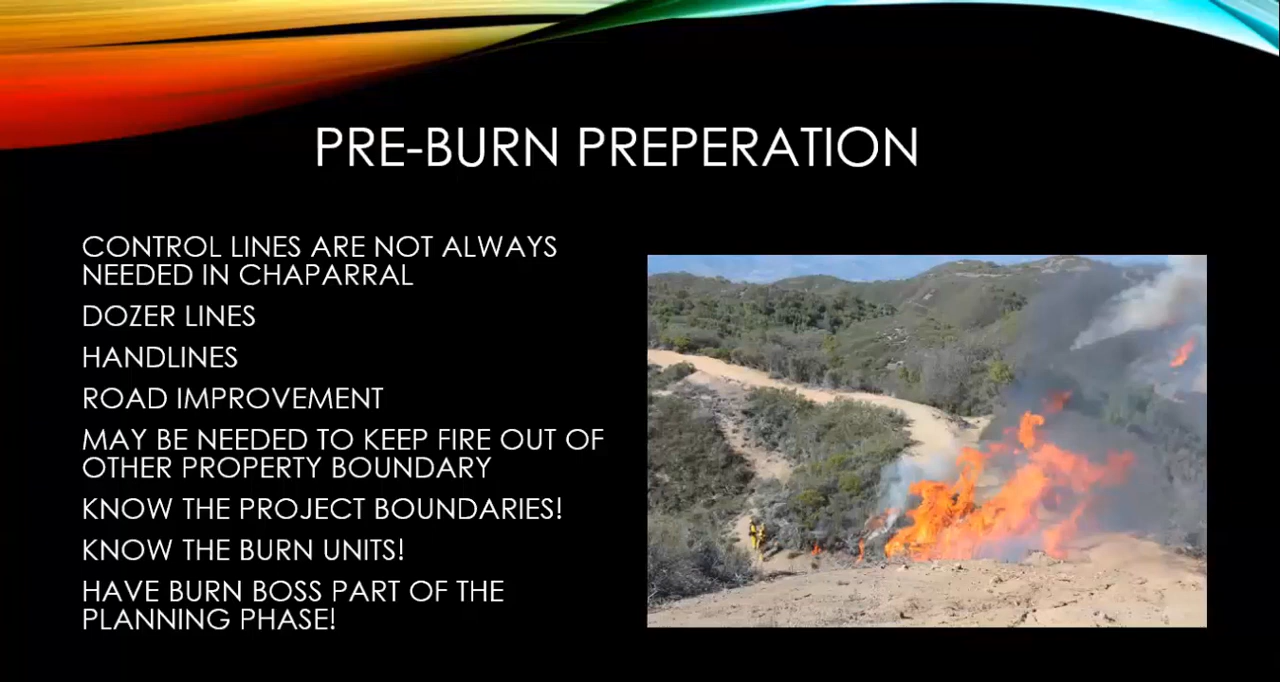 PRE-BURN PREPERATION
CONTROL LINES ARE NOT ALWAYS
NEEDED IN CHAPARRAL
DOZER LINES
HANDLINES
ROAD IMPROVEMENT
MAY BE NEEDED TO KEEP FIRE OUT OF
OTHER PROPERTY BOUNDARY
KNOW THE PROJECT BOUNDARIES!
KNOW THE BURN UNITS!
HAVE BURN BOSS PART OF THE
PLANNING PHASE!